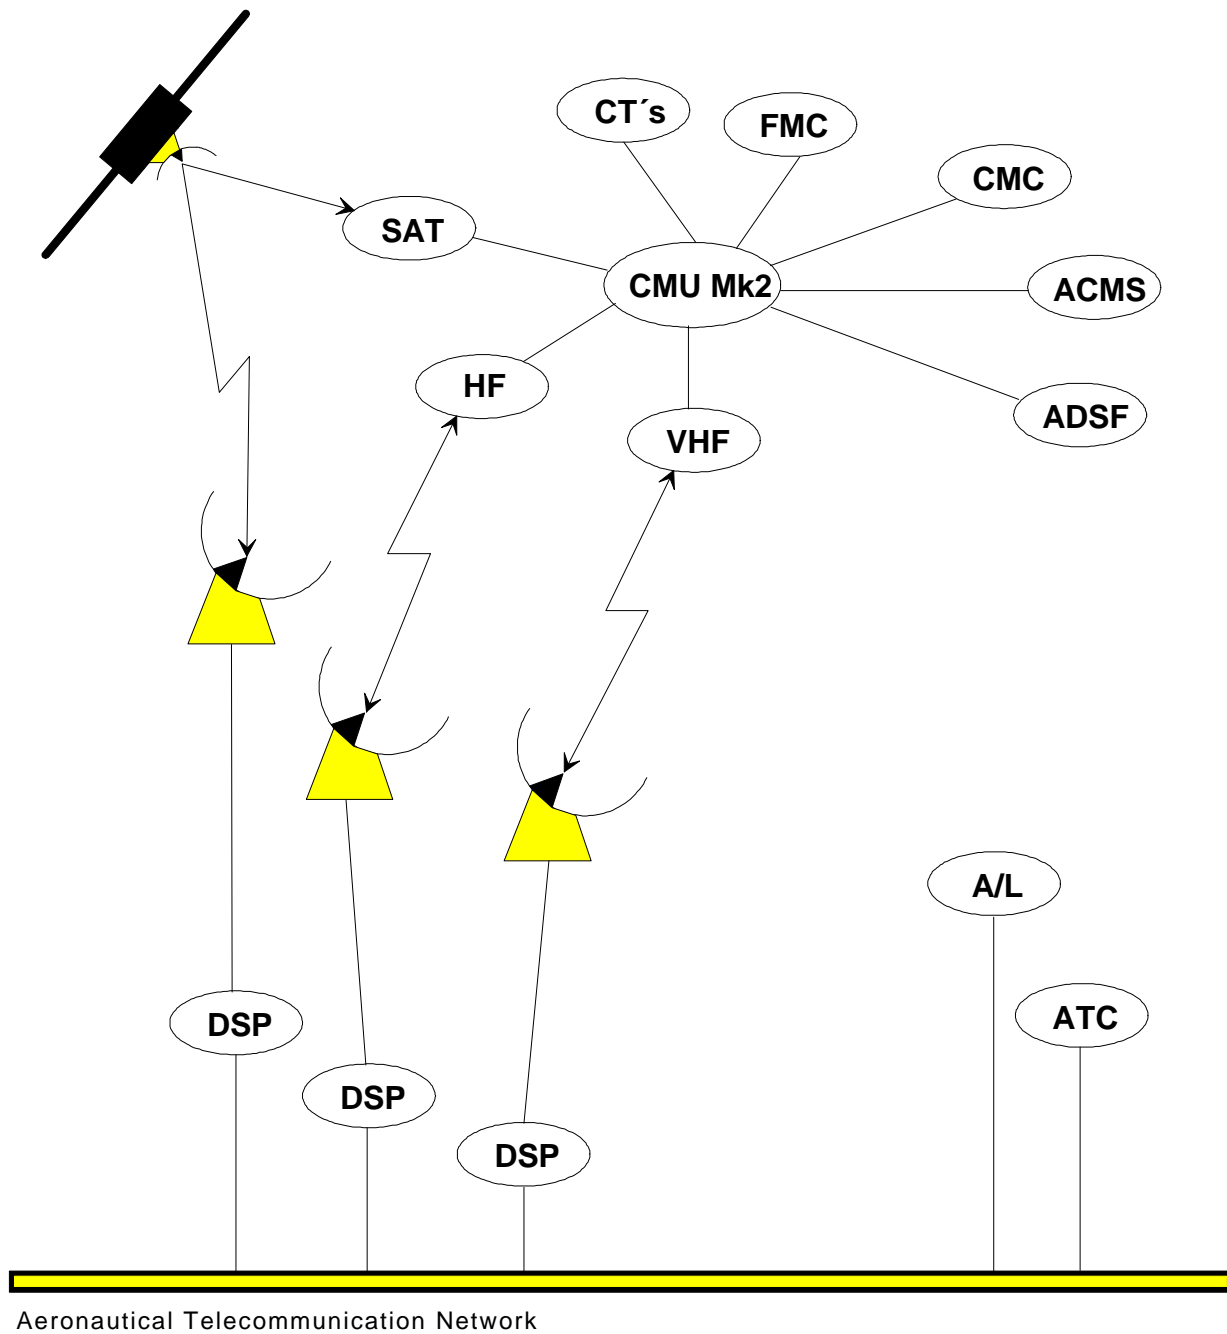 CT´s
FMC
CMC
SAT
CMU Mk2
ACMS
HF
ADSF
VHF
A/L
DSP
ATC
DSP
DSP
Aeronautical Telecommunication Network